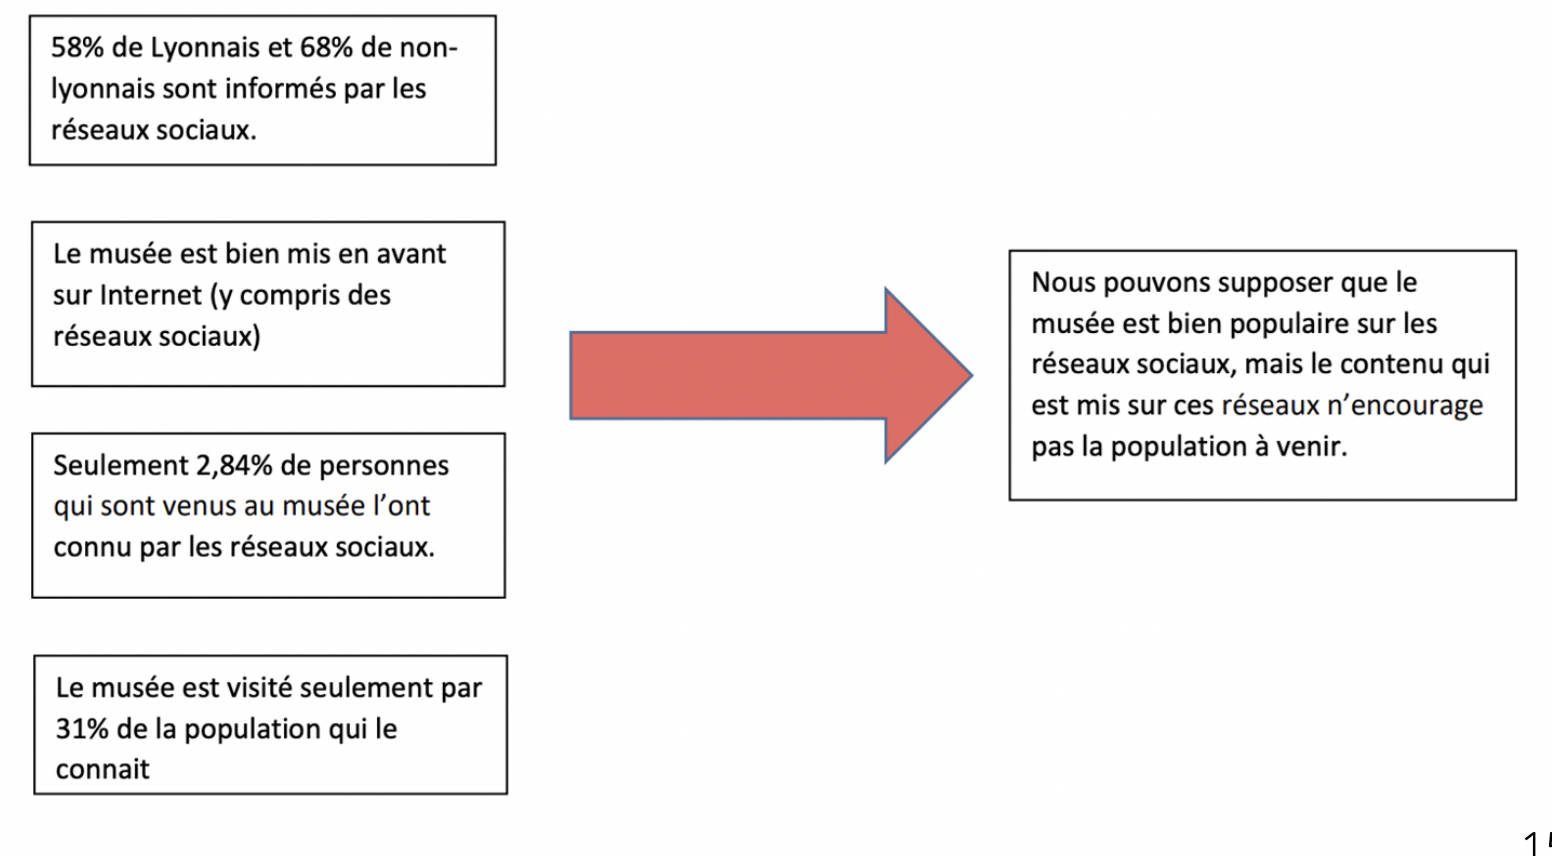 58% de Lyonnais et 68% de non-
lyonnais sont informés par les
réseaux sociaux.
Le musée est bien mis en avant
sur Internet (y compris des
réseaux sociaux)
Seulement 2,84% de personnes
qui sont venus au musée l’ont
connu par les réseaux sociaux.
Le musée est visité seulement par
31% de la population qui le
connait
Nous pouvons supposer que le
musée est bien populaire sur les
réseaux sociaux, mais le contenu qui
est mis sur ces réseaux n’encourage
pas la population à venir.